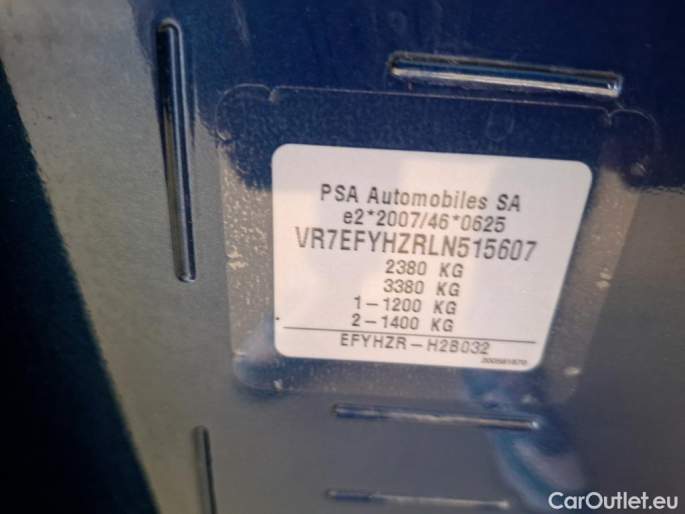 PSA Automobiles SA
e2*2007/46*0625
VR7EFYHZRLN515607
2380 KG
3380 KG
1-1200 KG
2-1400 KG
EFYHZR-H2B032
CarOutlet.eu